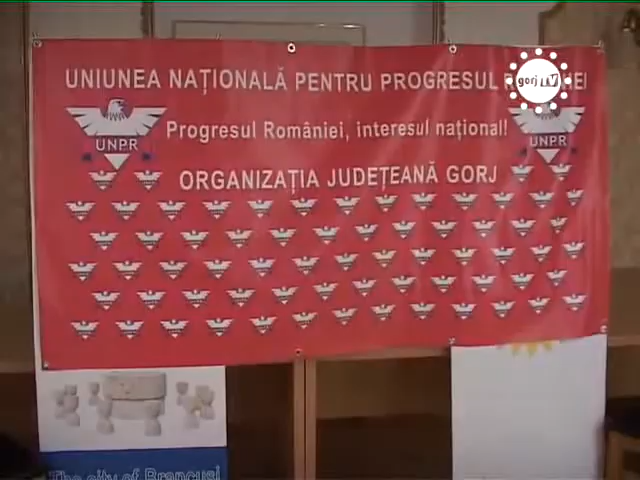 UNIUNEA NAȚIONALĂ PENTRU PROGRESUL
gorj TV
UNPR
Progresul României, interesul național!
UNPR
ORGANIZAȚIA JUDEȚEANĂ GORJ
The city of Brancusi